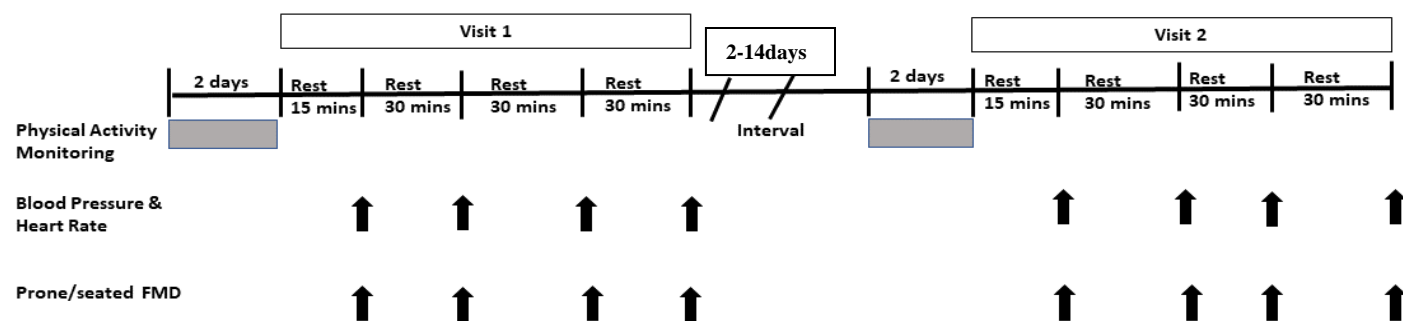 Visit 1
2-14days
Visit 2
2 days
Rest
15 mins
Rest
30 mins
Rest
30 mins
Rest
30 mins
Interval
2 days
Rest
15 mins
Rest
30 mins
Rest
30 mins
Rest
30 mins
Physical Activity
Monitoring
Blood Pressure &
Heart Rate
Prone/seated FMD